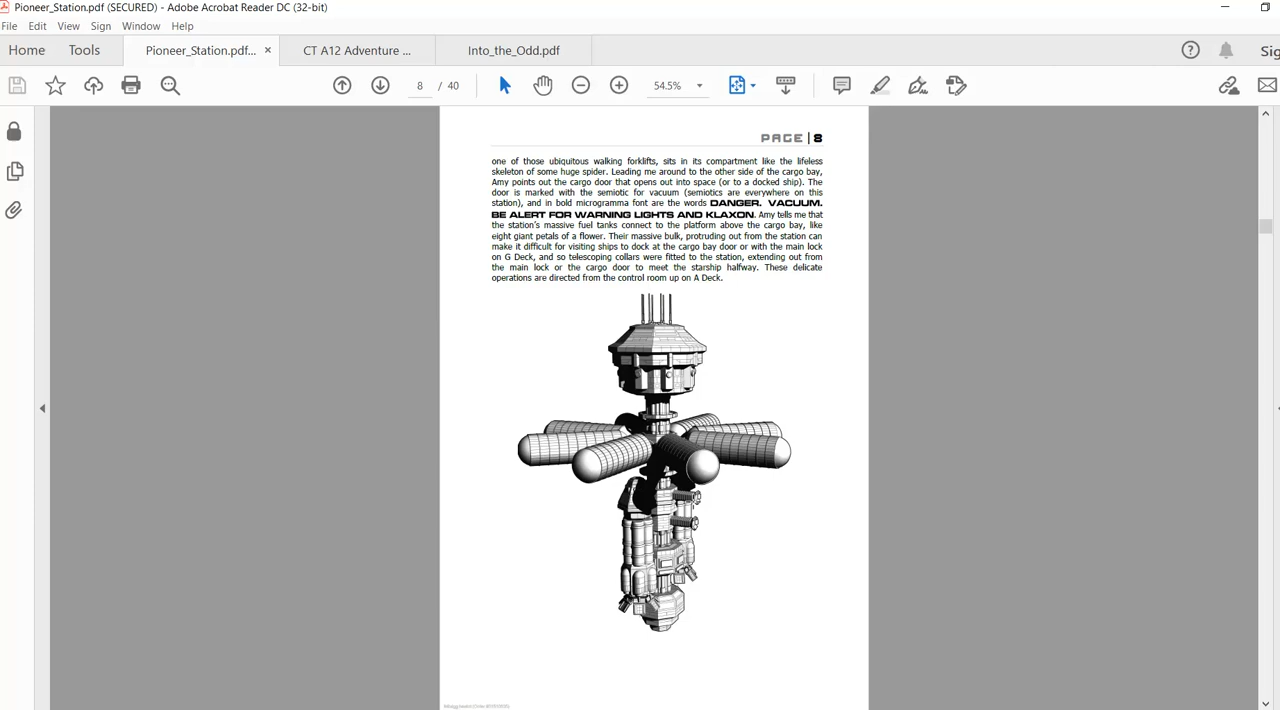 Pioneer_Station.pdf (SECURED) - Adobe Acrobat Reader DC (32-bit)
File Edit View Sign Window Help
Home Tools Pioneer_Station.pdf... × CT A12 Adventure ... Into_the_Odd.pdf Sig
8 / 40 54.5%
PAGE | 8
one of those ubiquitous walking forklifts, sits in its compartment like the lifeless
skeleton of some huge spider. Leading me around to the other side of the cargo bay,
Amy points out the cargo door that opens out into space (or to a docked ship). The
door is marked with the semiotic for vacuum (semiotics are everywhere on this
station), and in bold microgramma font are the words DANGER. VACUUM.
BE ALERT FOR WARNING LIGHTS AND KLAXON. Amy tells me that
the station's massive fuel tanks connect to the platform above the cargo bay, like
eight giant petals of a flower. Their massive bulk, protruding out from the station can
make it difficult for visiting ships to dock at the cargo bay door or with the main lock
on G Deck, and so telescoping collars were fitted to the station, extending out from
the main lock or the cargo door to meet the starship halfway. These delicate
operations are directed from the control room up on A Deck.